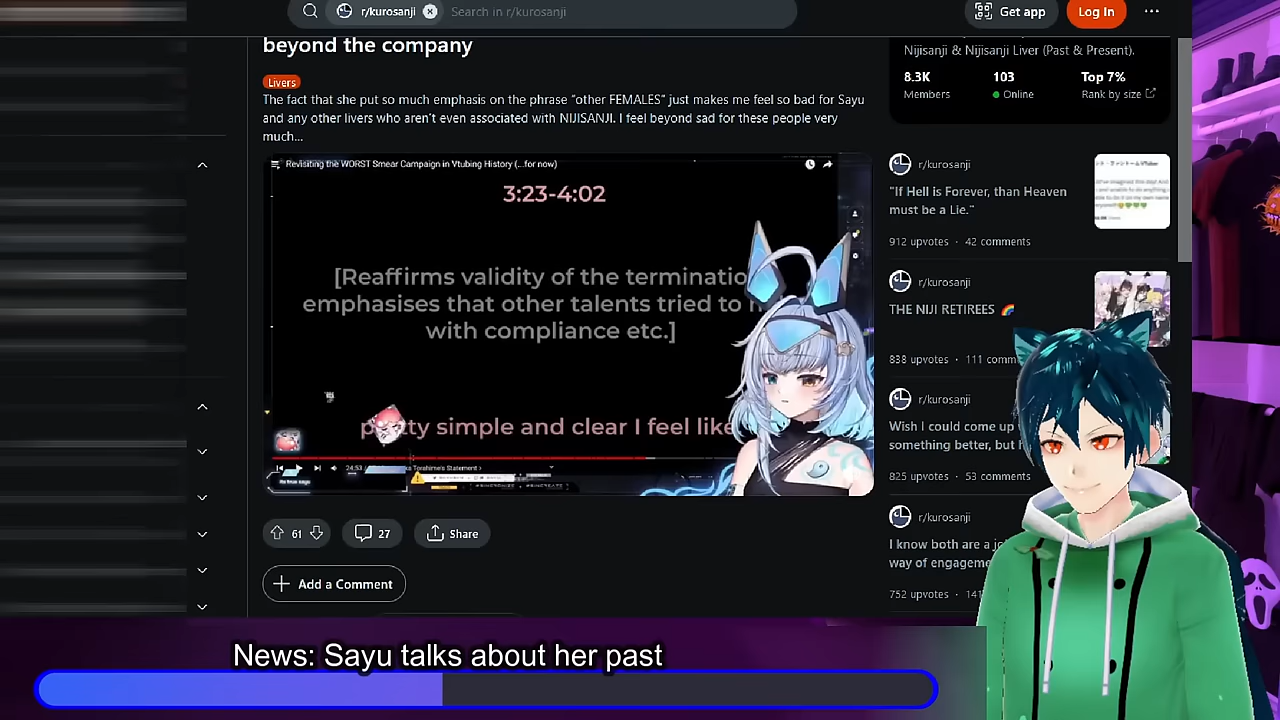 r/kurosanji
Search in r/kurosanji
Get app
Log In
beyond the company
Livers
The fact that she put so much emphasis on the phrase "other FEMALES" just makes me feel so bad for Sayu
and any other livers who aren't even associated with NIJISANJI. I feel beyond sad for these people very
much...
Revisiting the WORST Smear Campaign in Vtubing History (...for now)
3:23-4:02
[Reaffirms validity of the terminatio
emphasises that other talents tried to
with compliance etc.]
pretty simple and clear I feel like
24:53
Torahime's Statement
61
27
Share
Add a Comment
Nijisanji & Nijisanji Liver (Past & Present).
8.3K
103
Top 7%
Members
Online
Rank by size
r/kurosanji
"If Hell is Forever, than Heaven
must be a Lie."
912 upvotes · 42 comments
r/kurosanji
THE NIJI RETIREES 🌈
838 upvotes · 111 comm
r/kurosanji
Wish I could come up
something better, but
53 comments
r/kurosanji
I know both are a
way of engageme
752 upvotes ·
News: Sayu talks about her past